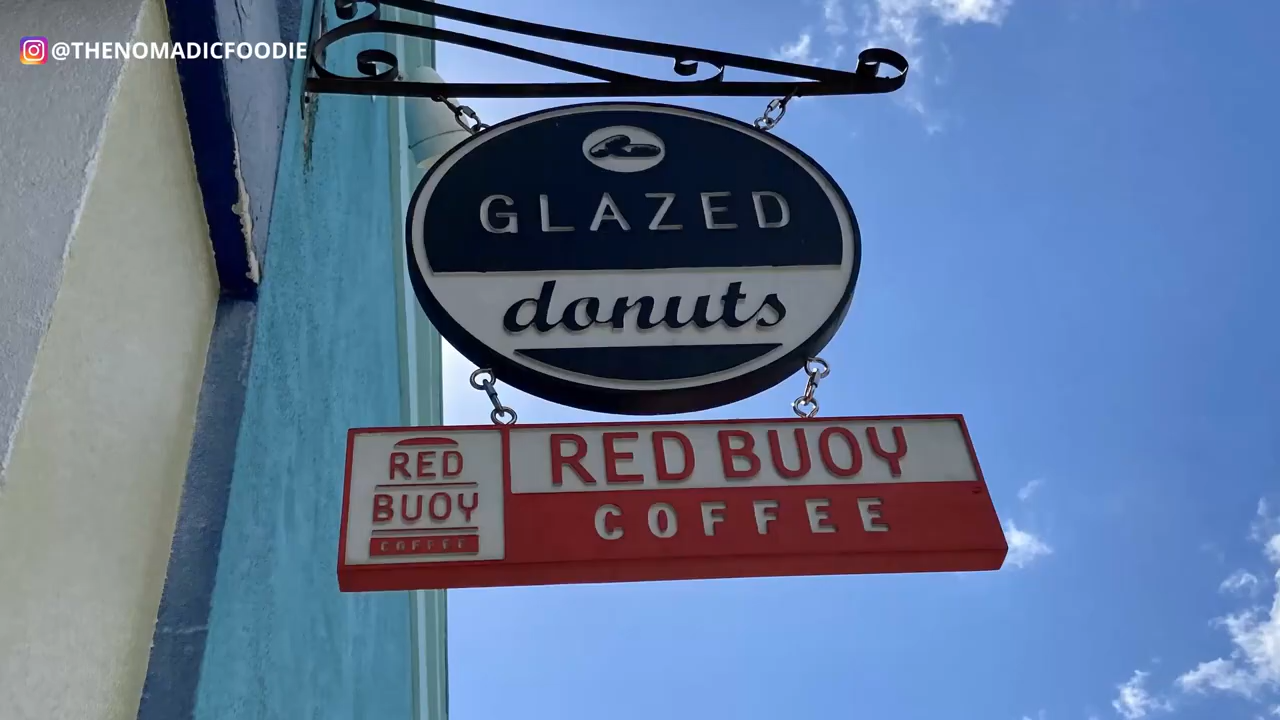 @THENOMADICFOODIE
GLAZED
donuts
RED BUOY
COFFEE
RED
BUOY
COFFEE